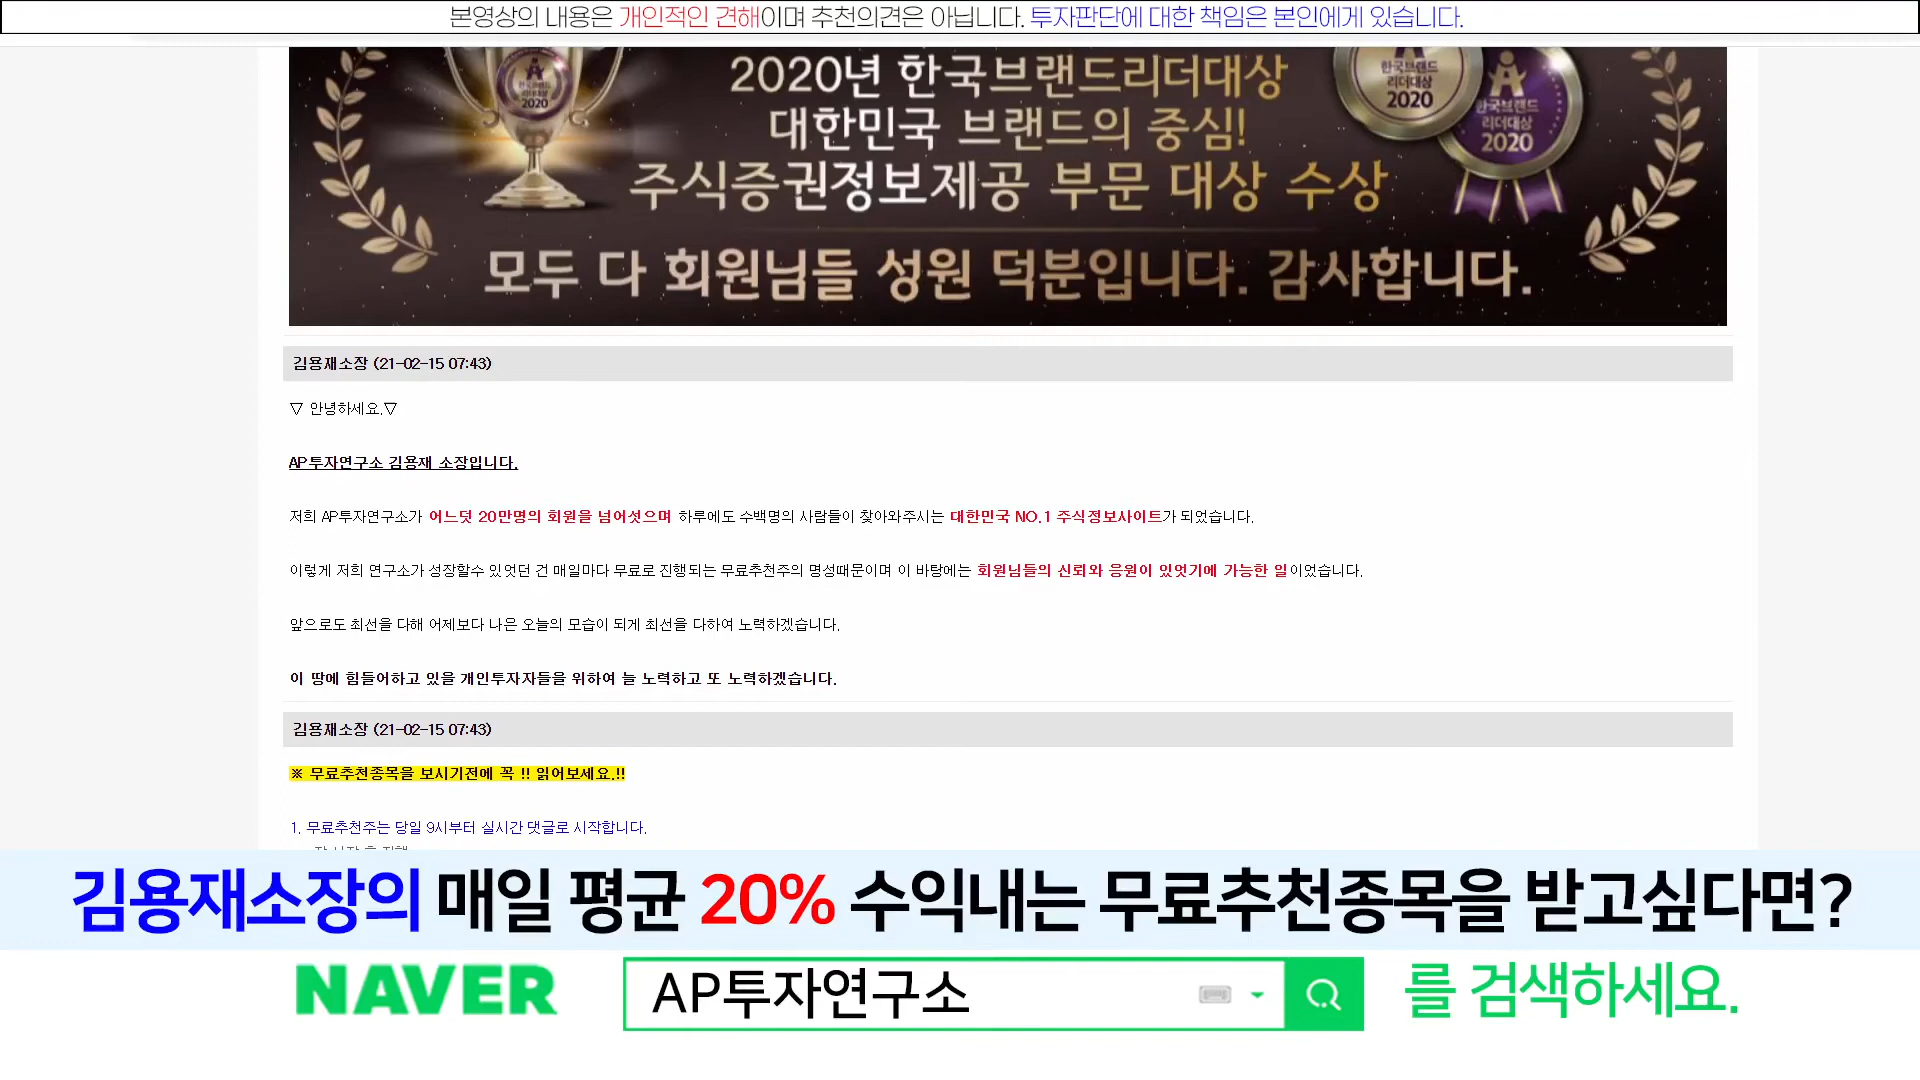 본영상의 내용은 개인적인 견해이며 추천의견은 아닙니다. 투자판단에 대한 책임은 본인에게 있습니다.
한국브랜드
리더대상
2020
2020년 한국브랜드리더대상
대한민국 브랜드의 중심!
주식증권정보제공 부문 대상 수상
한국브랜드
리더대상
2020
한국브랜드
리더대상
2020
모두 다 회원님들 성원 덕분입니다. 감사합니다.
김용재소장 (21-02-15 07:43)
▽ 안녕하세요.▽
AP투자연구소 김용재 소장입니다.
저희 AP투자연구소가 어느덧 20만명의 회원을 넘어섯으며 하루에도 수백명의 사람들이 찾아와주시는 대한민국 NO.1 주식정보사이트가 되었습니다.
이렇게 저희 연구소가 성장할수 있엇던 건 매일마다 무료로 진행되는 무료추천주의 명성때문이며 이 바탕에는 회원님들의 신뢰와 응원이 있엇기에 가능한 일이었습니다.
앞으로도 최선을 다해 어제보다 나은 오늘의 모습이 되게 최선을 다하여 노력하겠습니다.
이 땅에 힘들어하고 있을 개인투자자들을 위하여 늘 노력하고 또 노력하겠습니다.
김용재소장 (21-02-15 07:43)
※ 무료추천종목을 보시기전에 꼭 !! 읽어보세요.!!
1. 무료추천주는 당일 9시부터 실시간 댓글로 시작합니다.
김용재소장의 매일 평균 20% 수익내는 무료추천종목을 받고싶다면?
NAVER AP투자연구소 를 검색하세요.